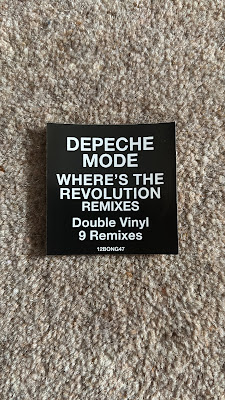 DEPECHE
MODE
WHERE'S THE
REVOLUTION
REMIXES
Double Vinyl
9 Remixes
12BONG47